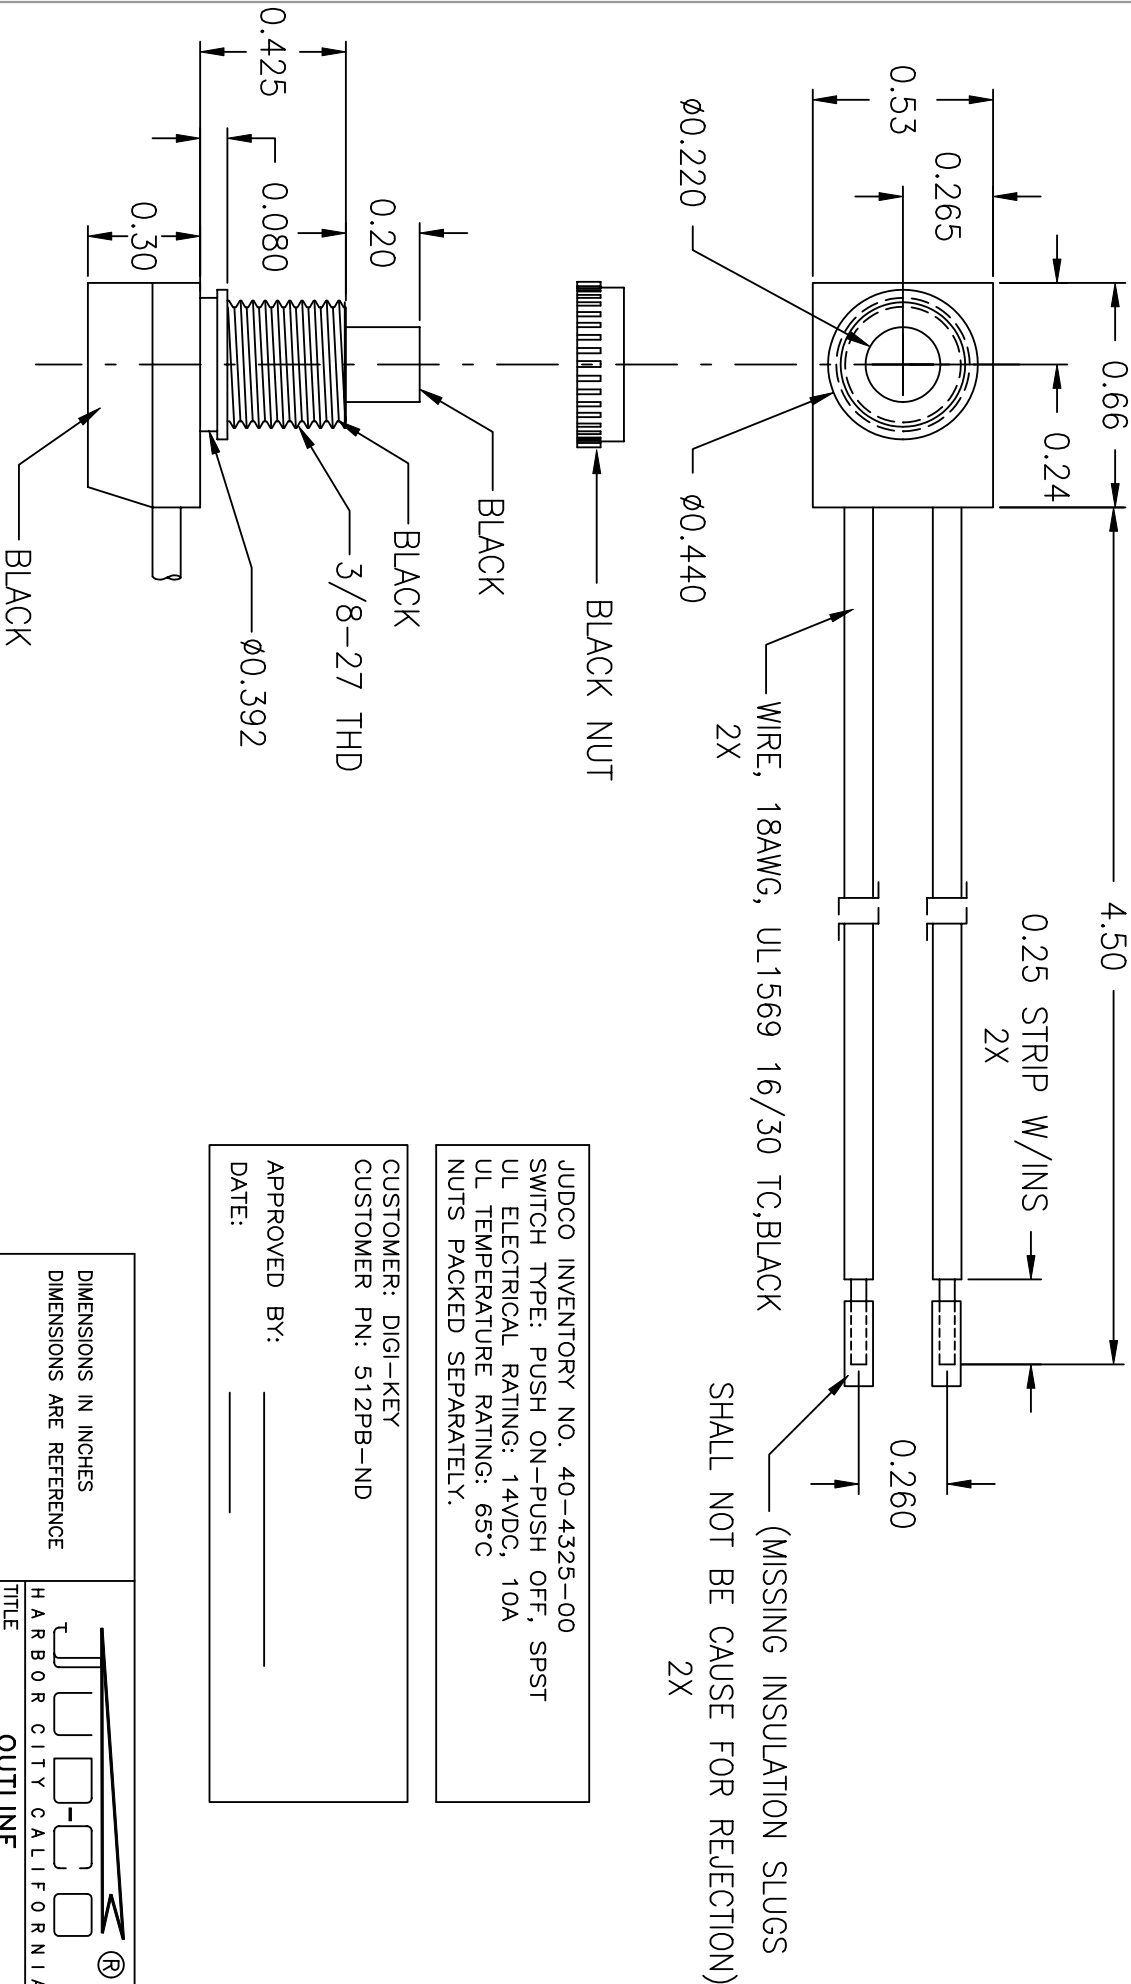 0.66
0.24
4.50
0.25 STRIP W/INS
2X
0.53
0.265
0.260
Ø0.220
Ø0.440
WIRE, 18AWG, UL1569 16/30 TC,BLACK
2X
(MISSING INSULATION SLUGS
SHALL NOT BE CAUSE FOR REJECTION)
2X
BLACK NUT
0.425
0.080
0.20
0.30
BLACK
BLACK
3/8-27 THD
Ø0.392
BLACK
JUDCO INVENTORY NO. 40-4325-00
SWITCH TYPE: PUSH ON-PUSH OFF, SPST
UL ELECTRICAL RATING: 14VDC, 10A
UL TEMPERATURE RATING: 65°C
NUTS PACKED SEPARATELY.
CUSTOMER: DIGI-KEY
CUSTOMER PN: 512PB-ND
APPROVED BY:
DATE:
DIMENSIONS IN INCHES
DIMENSIONS ARE REFERENCE
JUD-CO ®
HARBOR CITY CALIFORNIA
TITLE
OUTLINE